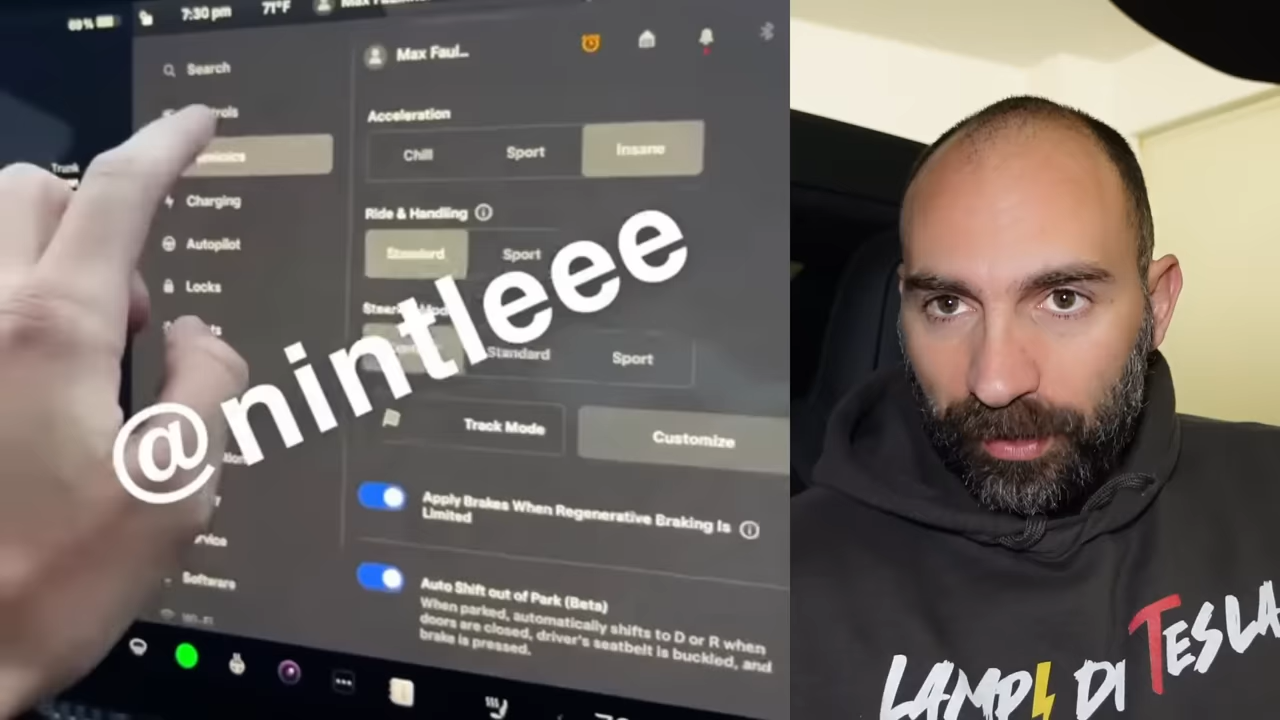 69%
7:30 pm
71°F
Max Faul...
Search
Acceleration
Chill
Sport
Insane
Trunk
Charging
Ride & Handling
Autopilot
Standard
Sport
Locks
@nintleee
Standard
Sport
Track Mode
Customize
Apply Brakes When Regenerative Braking Is
Limited
Software
Auto Shift out of Park (Beta)
When parked, automatically shifts to D or R when
doors are closed, driver's seatbelt is buckled, and
brake is pressed.
LAMPI DI TESLA